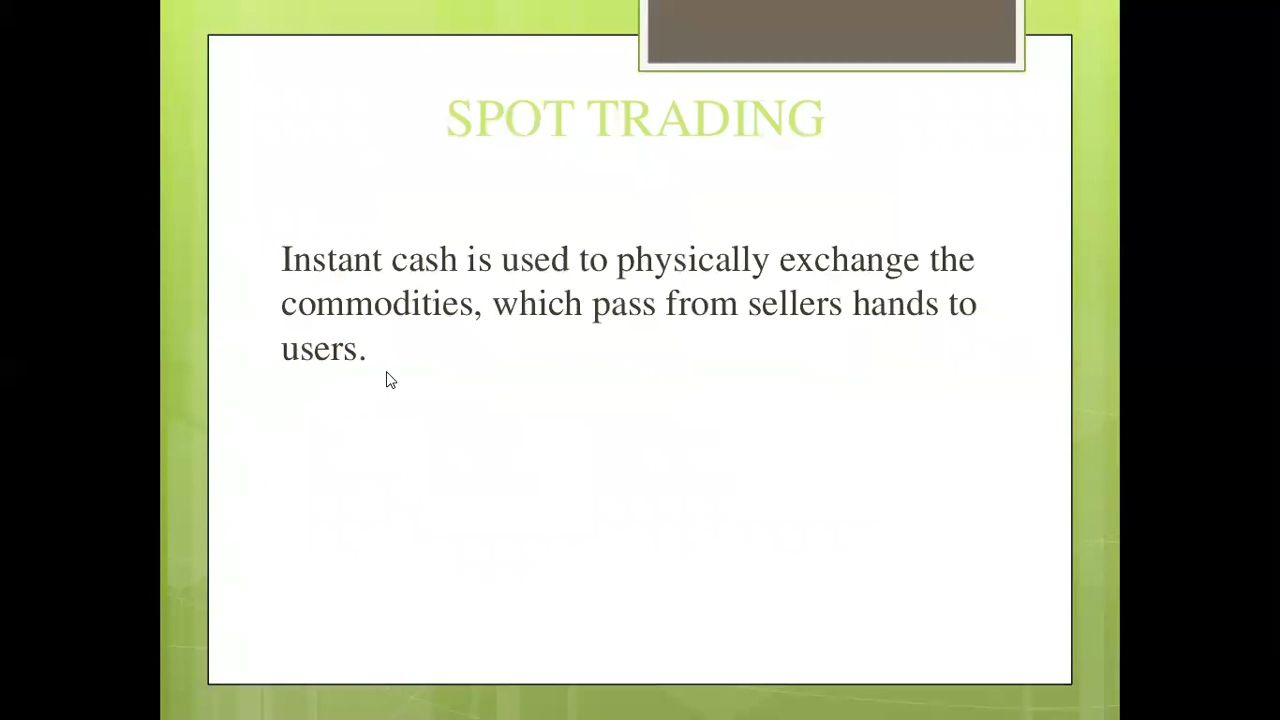 SPOT TRADING
Instant cash is used to physically exchange the
commodities, which pass from sellers hands to
users.